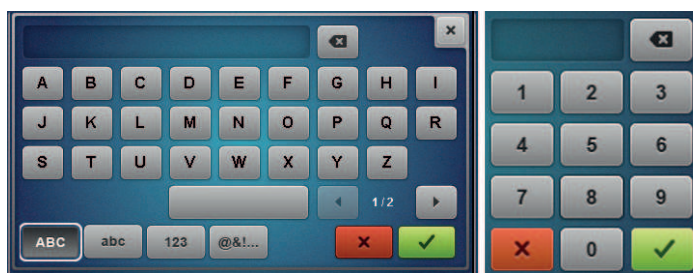 A B C D E F G H I
J K L M N O P Q R
S T U V W X Y Z
1/2
ABC abc 123 @&!...
1 2 3
4 5 6
7 8 9
0